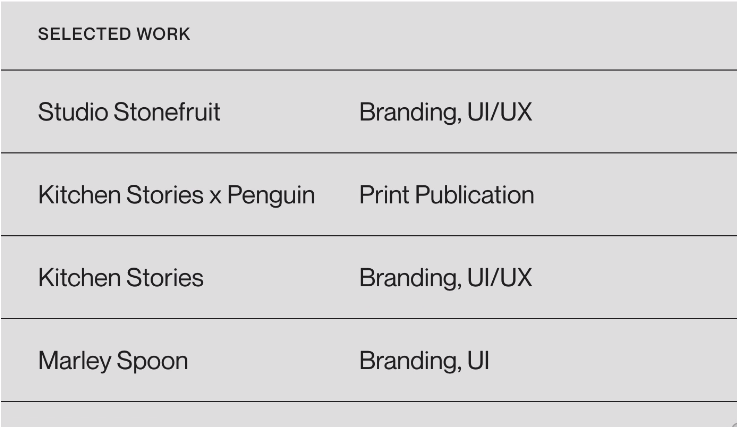 SELECTED WORK
Studio Stonefruit Branding, UI/UX
Kitchen Stories x Penguin Print Publication
Kitchen Stories Branding, UI/UX
Marley Spoon Branding, UI